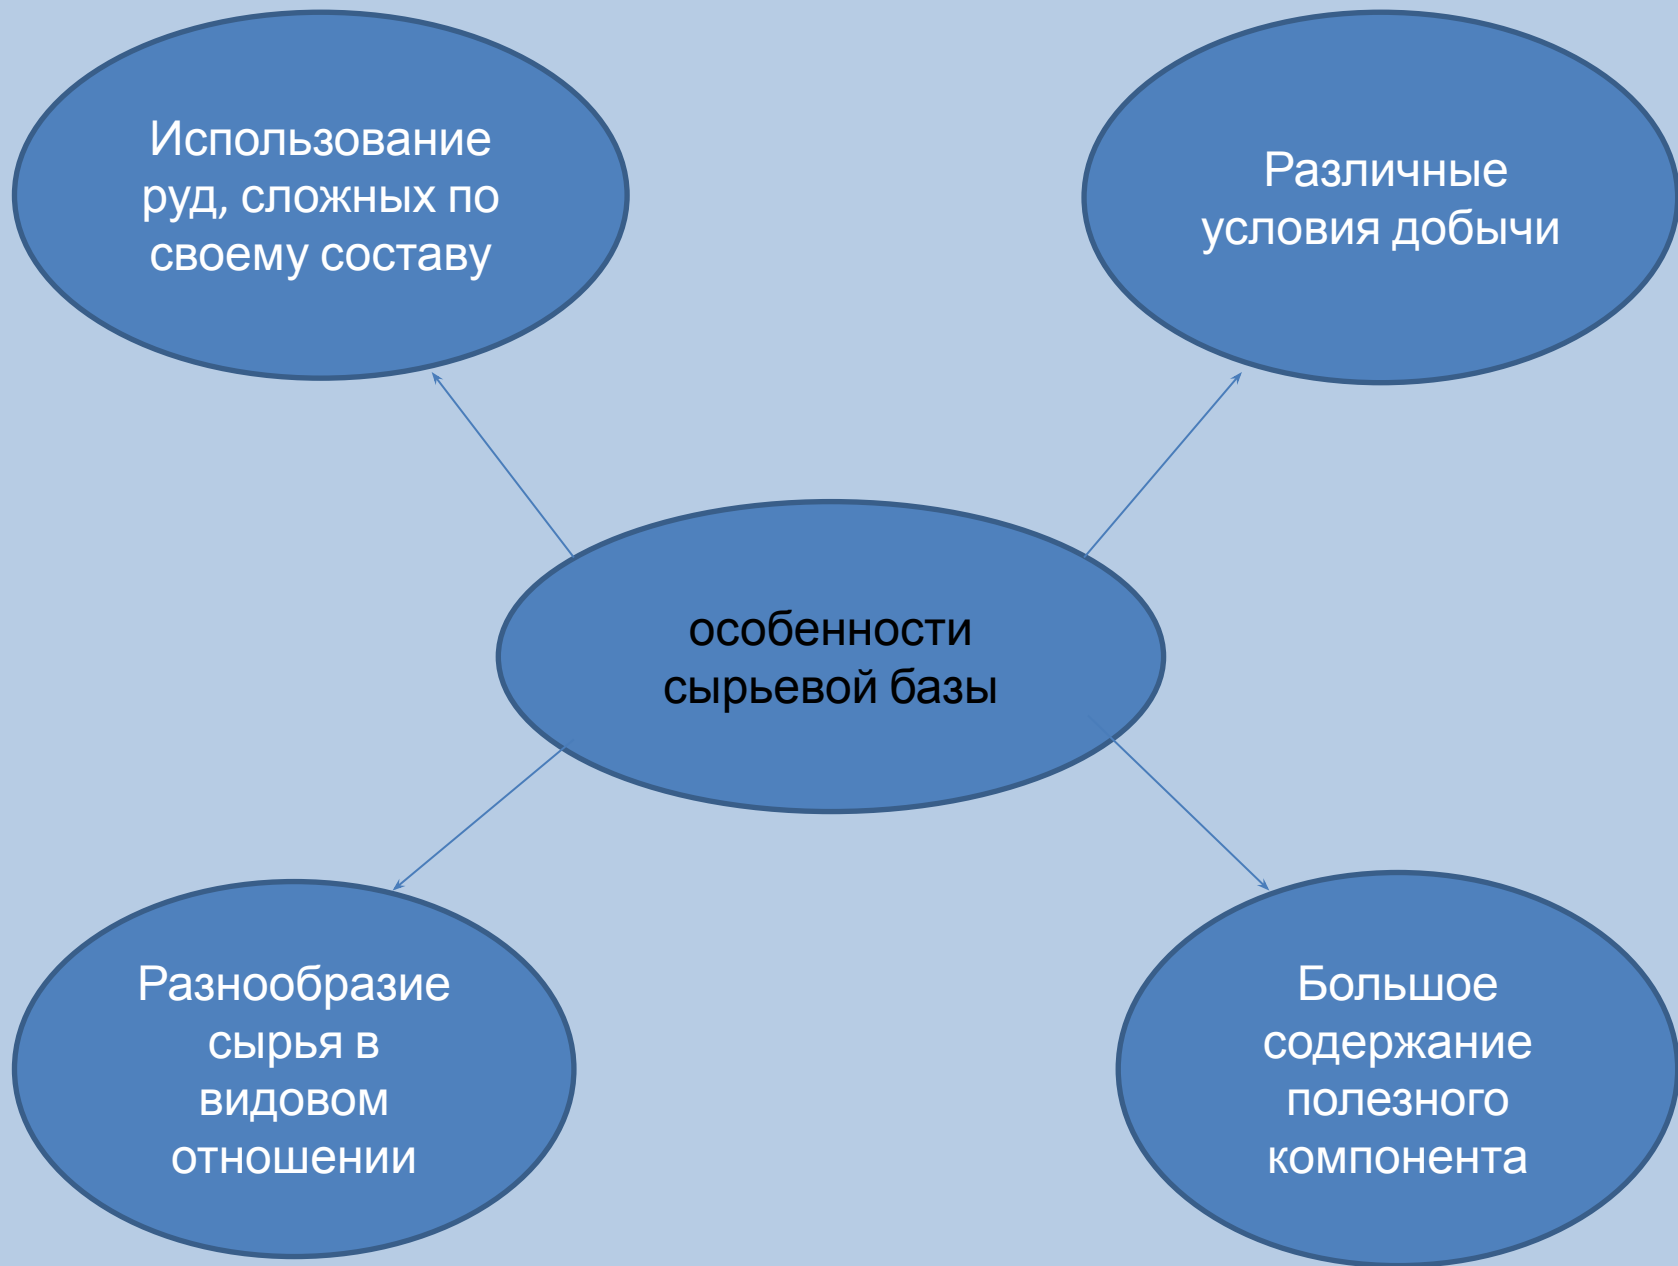 Использование
руд, сложных по
своему составу
Различные
условия добычи
особенности
сырьевой базы
Разнообразие
сырья в
видовом
отношении
Большое
содержание
полезного
компонента